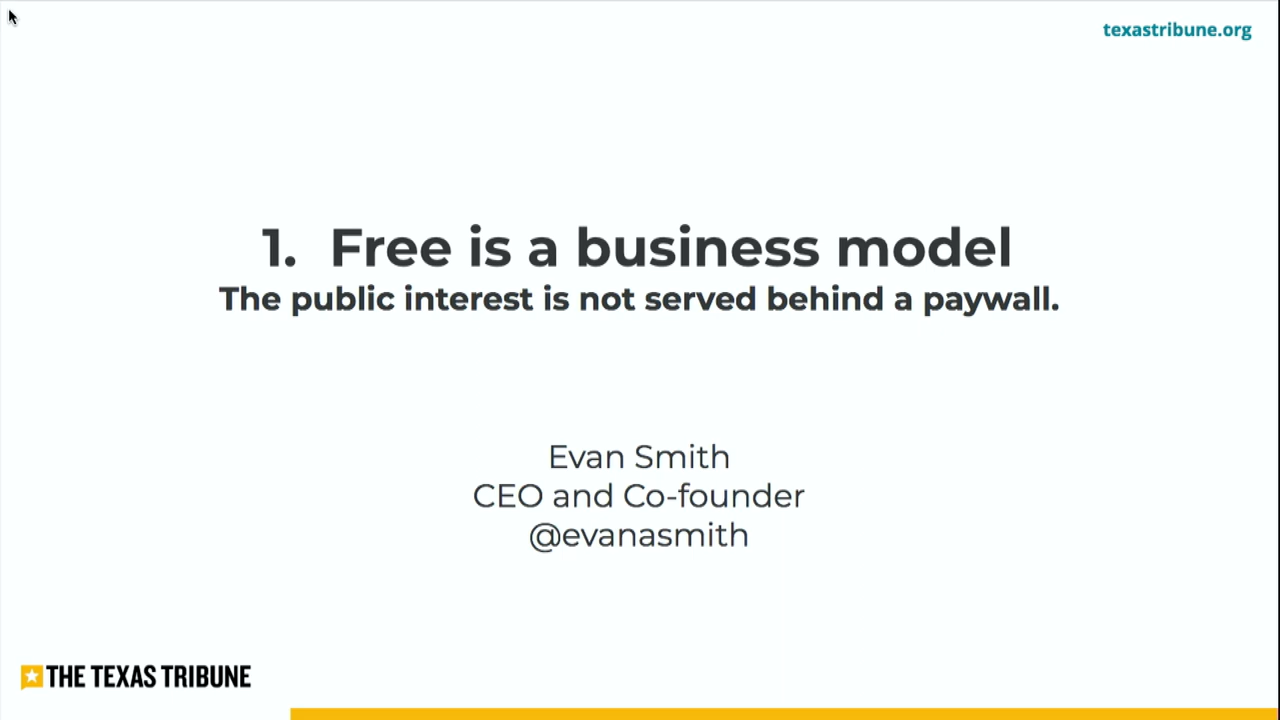 texastribune.org
1. Free is a business model
The public interest is not served behind a paywall.
Evan Smith
CEO and Co-founder
@evanasmith
THE TEXAS TRIBUNE